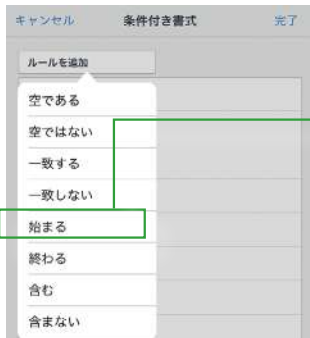 キャンセル 条件付き書式 完了
ルールを追加
空である
空ではない
一致する
一致しない
始まる
終わる
含む
含まない